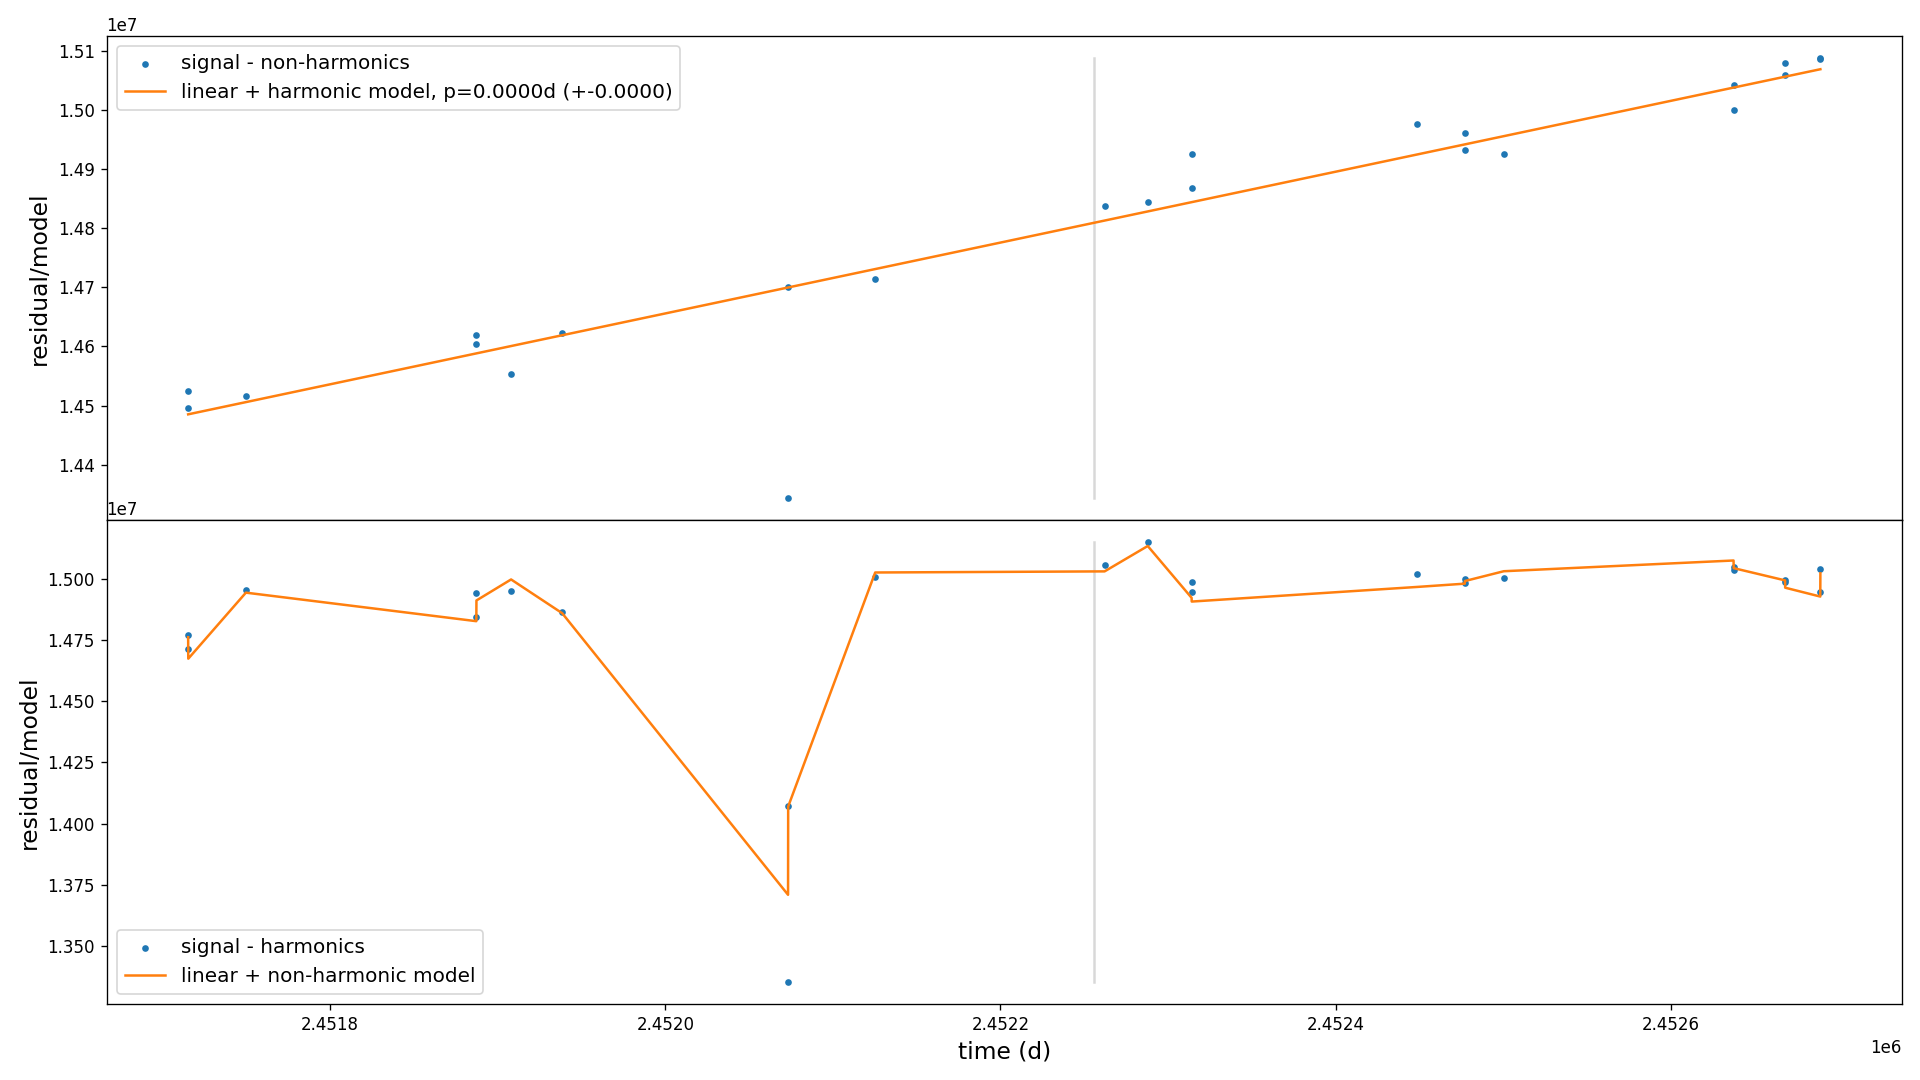 1e7
1.51
signal - non-harmonics
linear + harmonic model, p=0.0000d (+-0.0000)
1.50
1.49
1.48
1.47
1.46
1.45
1.44
residual/model
1e7
1.500
1.475
1.450
1.425
1.400
1.375
1.350
residual/model
signal - harmonics
linear + non-harmonic model
2.4518
2.4520
2.4522
2.4524
2.4526
time (d)
1e6